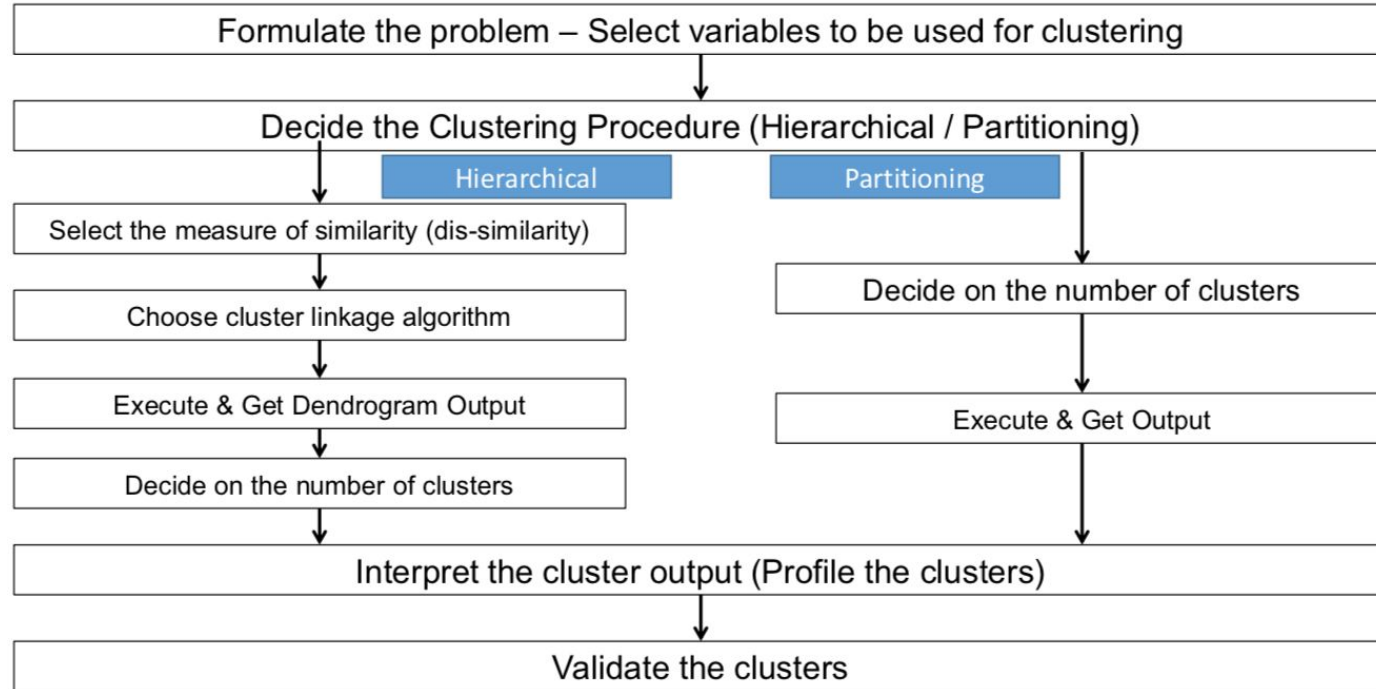 Formulate the problem – Select variables to be used for clustering
Decide the Clustering Procedure (Hierarchical / Partitioning)
Hierarchical
Partitioning
Select the measure of similarity (dis-similarity)
Choose cluster linkage algorithm
Execute & Get Dendrogram Output
Decide on the number of clusters
Decide on the number of clusters
Execute & Get Output
Interpret the cluster output (Profile the clusters)
Validate the clusters